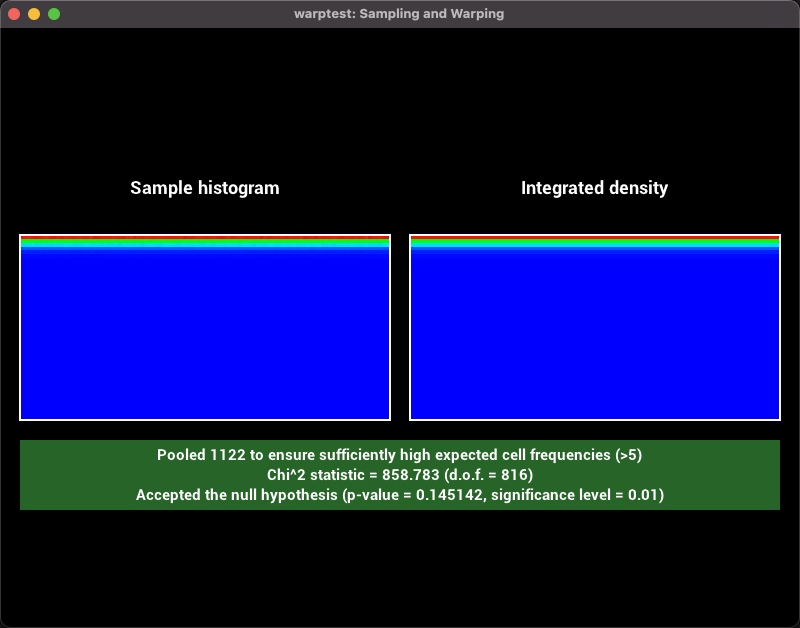 warptest: Sampling and Warping
Sample histogram
Integrated density
Pooled 1122 to ensure sufficiently high expected cell frequencies (>5)
Chi^2 statistic = 858.783 (d.o.f. = 816)
Accepted the null hypothesis (p-value = 0.145142, significance level = 0.01)